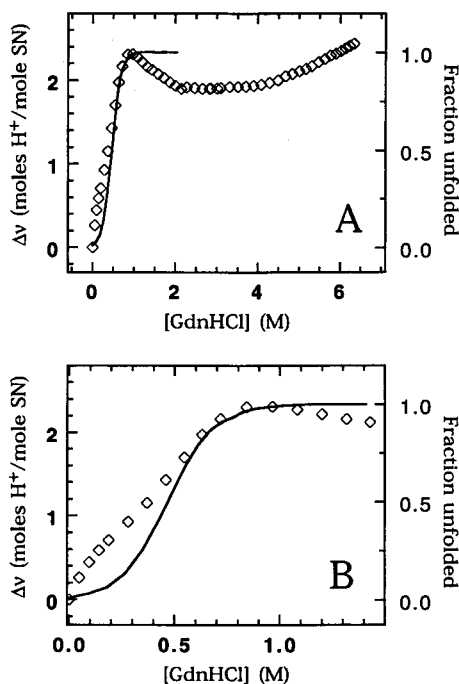 Δν (moles H⁺/mole SN)
2
1
0
1.0
0.5
0.0
Fraction unfolded
A
0 2 4 6
[GdnHCl] (M)
Δν (moles H⁺/mole SN)
2
1
0
1.0
0.5
0.0
Fraction unfolded
B
0.0 0.5 1.0
[GdnHCl] (M)